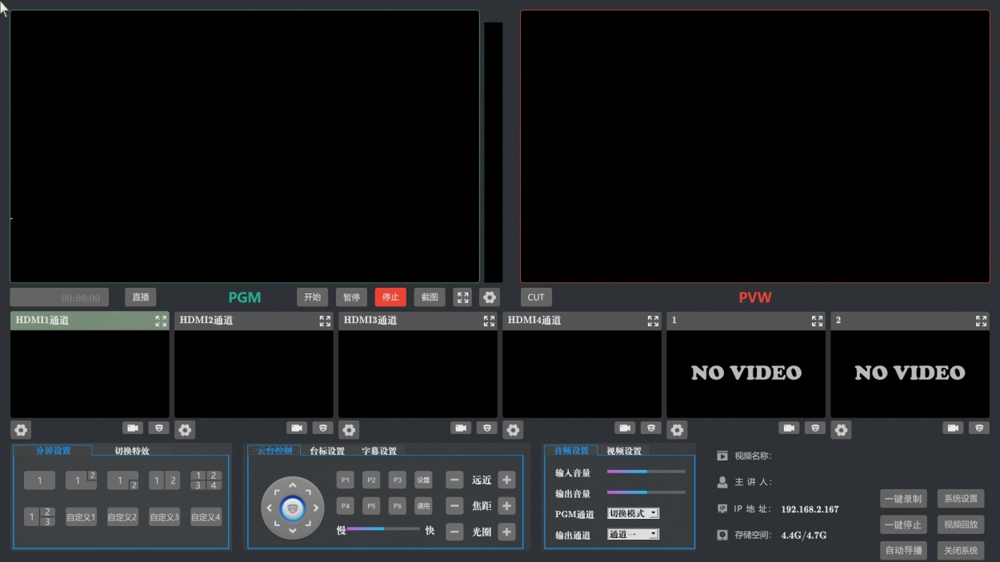 00:00:00 直播 PGM 开始 暂停 停止 截图 CUT PVW
HDMI1通道 HDMI2通道 HDMI3通道 HDMI4通道 1 2
NO VIDEO NO VIDEO
分屏设置 切换特效
1 1 2 1 2 1 2 1 2 3 4
1 2 3 自定义1 自定义2 自定义3 自定义4
云台控制 台标设置 字幕设置
P1 P2 P3 设置 远近
P4 P5 P6 调用 焦距
慢 快 光圈
音频设置 视频设置
输入音量
输出音量
PGM通道 切换模式
输出通道 通道一
视频名称:
主 讲 人:
IP 地 址: 192.168.2.167
存储空间: 4.4G/4.7G
一键录制 系统设置
一键停止 视频回放
自动导播 关闭系统